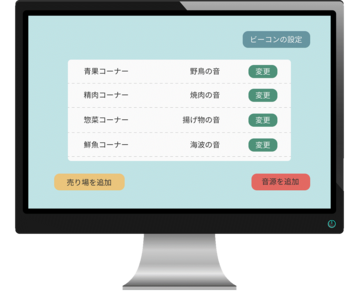 ビーコンの設定
青果コーナー 野鳥の音 変更
精肉コーナー 焼肉の音 変更
惣菜コーナー 揚げ物の音 変更
鮮魚コーナー 海波の音 変更
売り場を追加 音源を追加